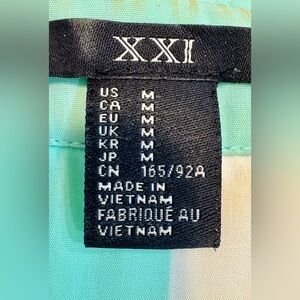 XXI
US M
CA M
EU M
UK M
KR M
JP M
CN 165/92A
MADE IN
VIETNAM
FABRIQUÉ AU
VIETNAM